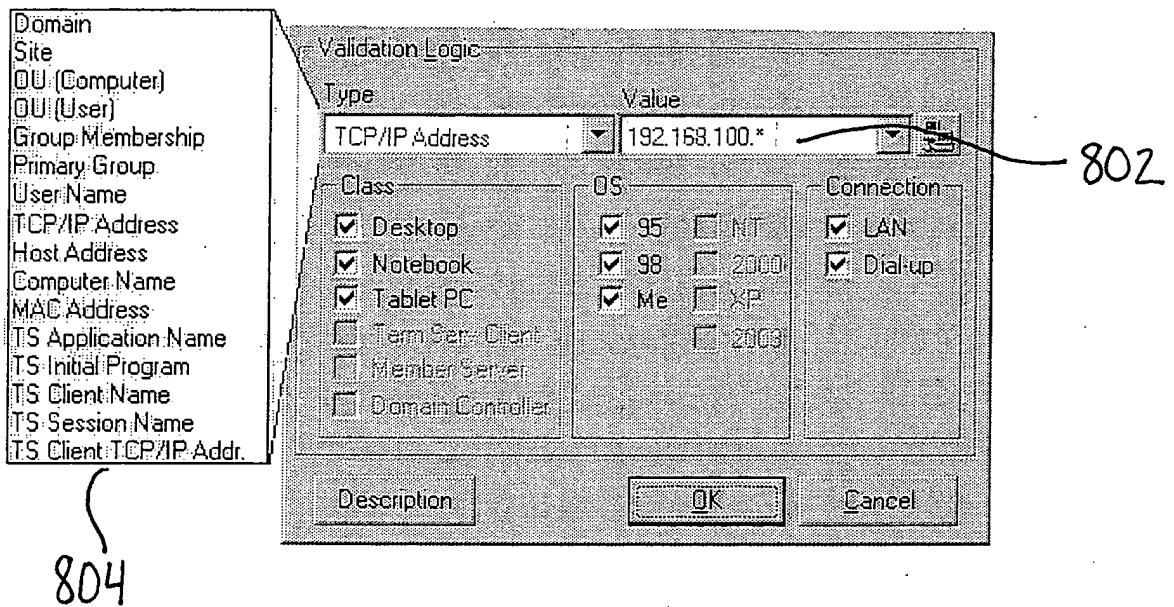 Domain
Site
OU (Computer)
OU (User)
Group Membership
Primary Group
User Name
TCP/IP Address
Host Address
Computer Name
MAC Address
TS Application Name
TS Initial Program
TS Client Name
TS Session Name
TS Client TCP/IP Addr.
804
Validation Logic
Type Value
TCP/IP Address 192.168.100.*
802
Class OS Connection
Desktop 95 NT LAN
Notebook 98 2000 Dial-up
Tablet PC Me XP
Term Serv Client 2003
Member Server
Domain Controller
Description OK Cancel